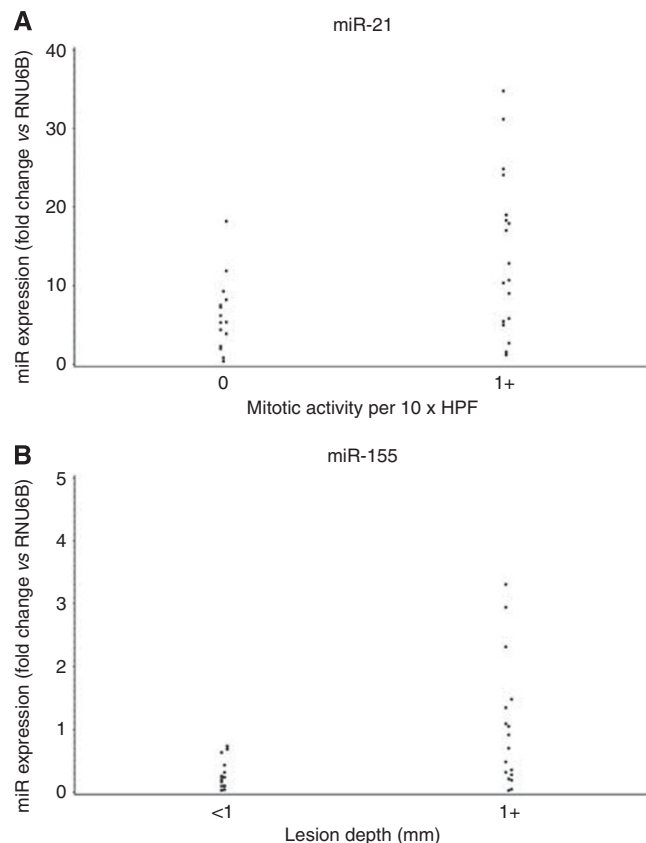 A
miR-21
miR expression (fold change vs RNU6B)
40
30
20
10
0
0
1+
Mitotic activity per 10 x HPF
B
miR-155
miR expression (fold change vs RNU6B)
5
4
3
2
1
0
<1
1+
Lesion depth (mm)